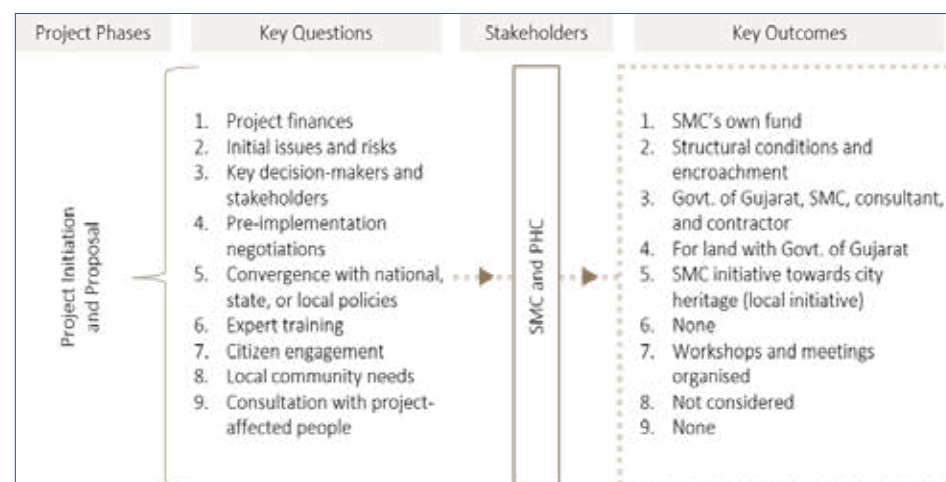 Project Phases
Key Questions
Stakeholders
Key Outcomes
Project Initiation
and Proposal
1. Project finances
2. Initial issues and risks
3. Key decision-makers and
stakeholders
4. Pre-implementation
negotiations
5. Convergence with national,
state, or local policies
6. Expert training
7. Citizen engagement
8. Local community needs
9. Consultation with project-
affected people
SMC and PHC
1. SMC's own fund
2. Structural conditions and
encroachment
3. Govt. of Gujarat, SMC, consultant,
and contractor
4. For land with Govt. of Gujarat
5. SMC initiative towards city
heritage (local initiative)
6. None
7. Workshops and meetings
organised
8. Not considered
9. None